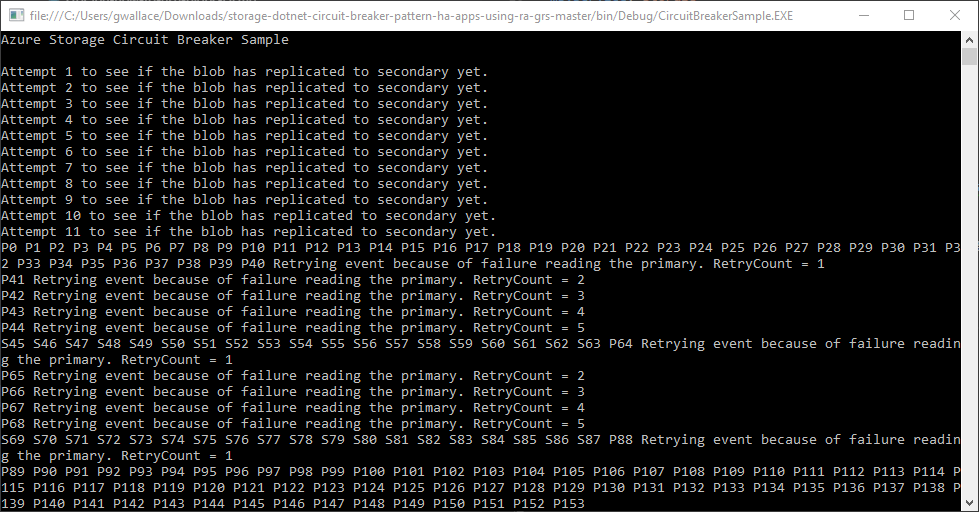 file:///C:/Users/gwallace/Downloads/storage-dotnet-circuit-breaker-pattern-ha-apps-using-ra-grs-master/bin/Debug/CircuitBreakerSample.EXE
Azure Storage Circuit Breaker Sample
Attempt 1 to see if the blob has replicated to secondary yet.
Attempt 2 to see if the blob has replicated to secondary yet.
Attempt 3 to see if the blob has replicated to secondary yet.
Attempt 4 to see if the blob has replicated to secondary yet.
Attempt 5 to see if the blob has replicated to secondary yet.
Attempt 6 to see if the blob has replicated to secondary yet.
Attempt 7 to see if the blob has replicated to secondary yet.
Attempt 8 to see if the blob has replicated to secondary yet.
Attempt 9 to see if the blob has replicated to secondary yet.
Attempt 10 to see if the blob has replicated to secondary yet.
Attempt 11 to see if the blob has replicated to secondary yet.
P0 P1 P2 P3 P4 P5 P6 P7 P8 P9 P10 P11 P12 P13 P14 P15 P16 P17 P18 P19 P20 P21 P22 P23 P24 P25 P26 P27 P28 P29 P30 P31 P3
2 P33 P34 P35 P36 P37 P38 P39 P40 Retrying event because of failure reading the primary. RetryCount = 1
P41 Retrying event because of failure reading the primary. RetryCount = 2
P42 Retrying event because of failure reading the primary. RetryCount = 3
P43 Retrying event because of failure reading the primary. RetryCount = 4
P44 Retrying event because of failure reading the primary. RetryCount = 5
S45 S46 S47 S48 S49 S50 S51 S52 S53 S54 S55 S56 S57 S58 S59 S60 S61 S62 S63 P64 Retrying event because of failure readin
g the primary. RetryCount = 1
P65 Retrying event because of failure reading the primary. RetryCount = 2
P66 Retrying event because of failure reading the primary. RetryCount = 3
P67 Retrying event because of failure reading the primary. RetryCount = 4
P68 Retrying event because of failure reading the primary. RetryCount = 5
S69 S70 S71 S72 S73 S74 S75 S76 S77 S78 S79 S80 S81 S82 S83 S84 S85 S86 S87 P88 Retrying event because of failure readin
g the primary. RetryCount = 1
P89 P90 P91 P92 P93 P94 P95 P96 P97 P98 P99 P100 P101 P102 P103 P104 P105 P106 P107 P108 P109 P110 P111 P112 P113 P114 P
115 P116 P117 P118 P119 P120 P121 P122 P123 P124 P125 P126 P127 P128 P129 P130 P131 P132 P133 P134 P135 P136 P137 P138 P
139 P140 P141 P142 P143 P144 P145 P146 P147 P148 P149 P150 P151 P152 P153